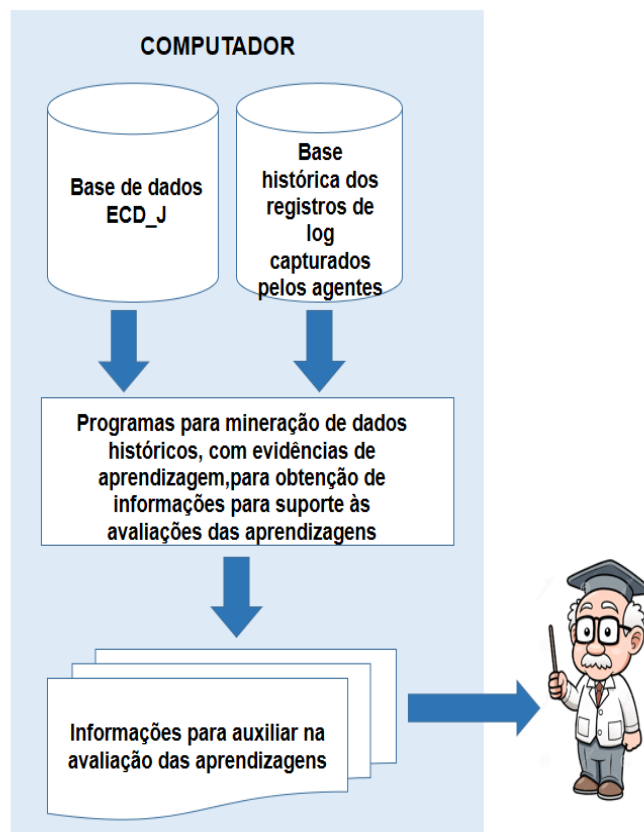 COMPUTADOR
Base de dados
ECD_J
Base
histórica dos
registros de
log
capturados
pelos agentes
Programas para mineração de dados
históricos, com evidências de
aprendizagem,para obtenção de
informações para suporte às
avaliações das aprendizagens
Informações para auxiliar na
avaliação das aprendizagens